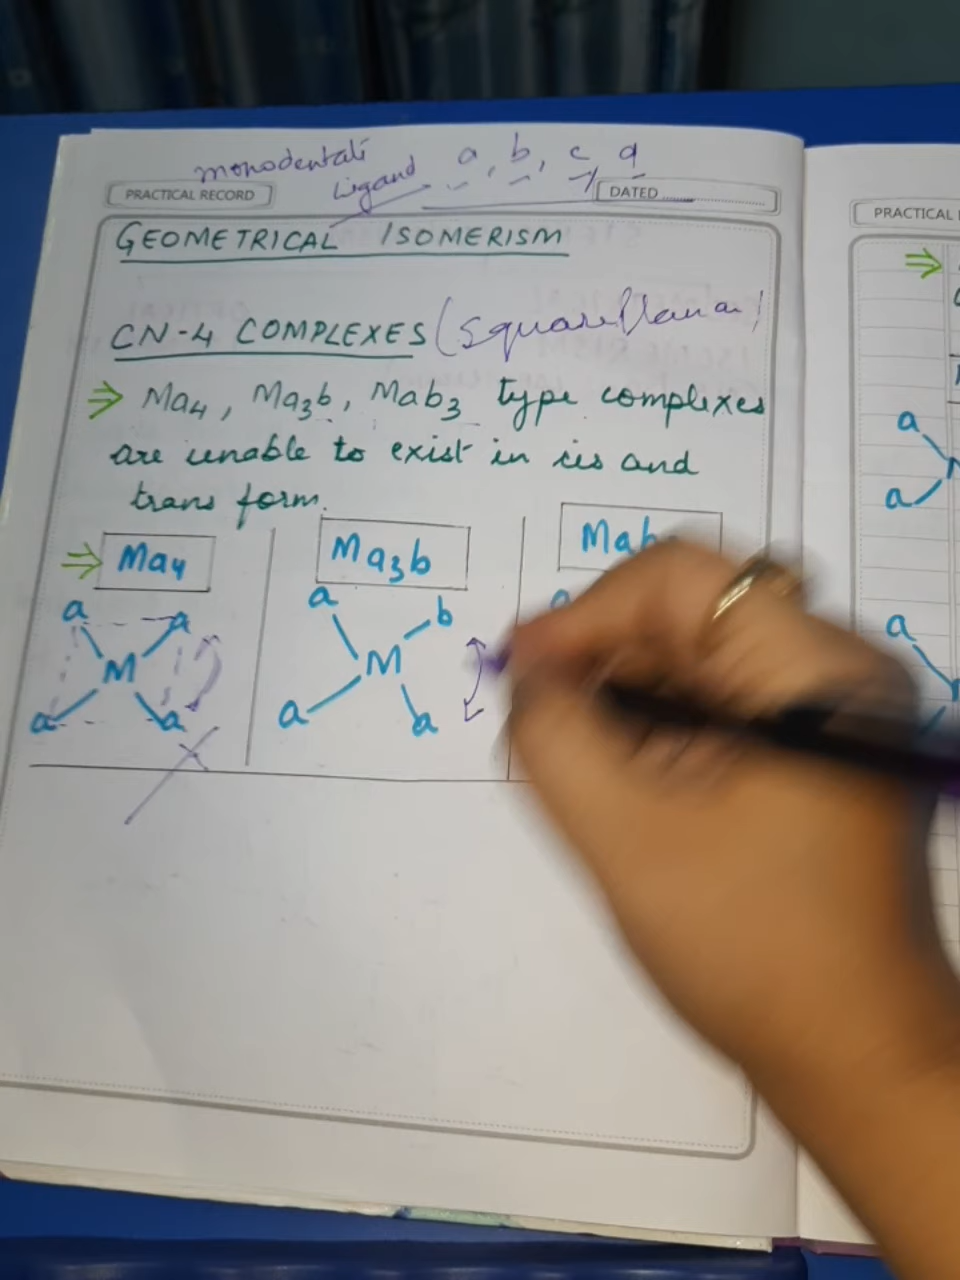 monodentate
ligand a, b, c, d
PRACTICAL RECORD
DATED
GEOMETRICAL ISOMERISM
CN-4 COMPLEXES (Square Planar)
⇒ Ma4, Ma3b, Mab3 type complexes
are unable to exist in cis and
trans form.
⇒ Ma4
a a
M
a a
Ma3b
a b
M
a a
Mab
a
PRACTICAL
⇒
a
a
a